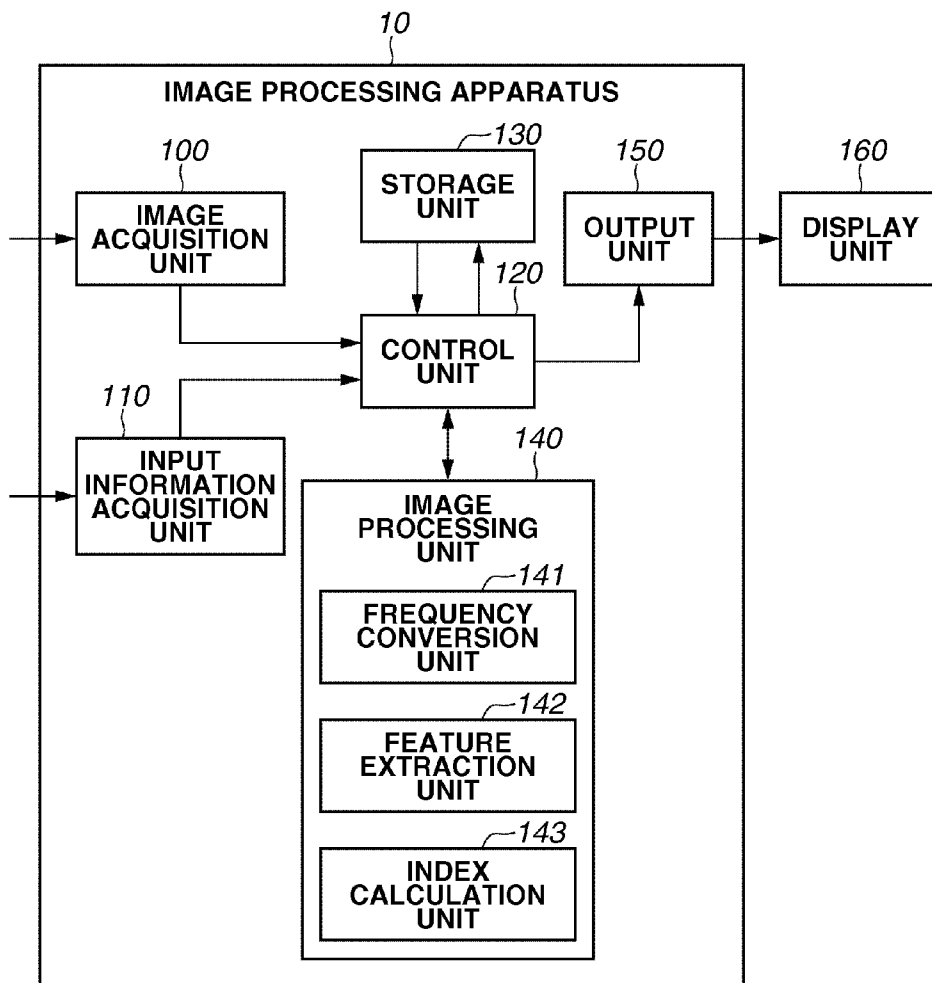 10
IMAGE PROCESSING APPARATUS
100
IMAGE
ACQUISITION
UNIT
130
STORAGE
UNIT
150
OUTPUT
UNIT
160
DISPLAY
UNIT
120
CONTROL
UNIT
110
INPUT
INFORMATION
ACQUISITION
UNIT
140
IMAGE
PROCESSING
UNIT
141
FREQUENCY
CONVERSION
UNIT
142
FEATURE
EXTRACTION
UNIT
143
INDEX
CALCULATION
UNIT